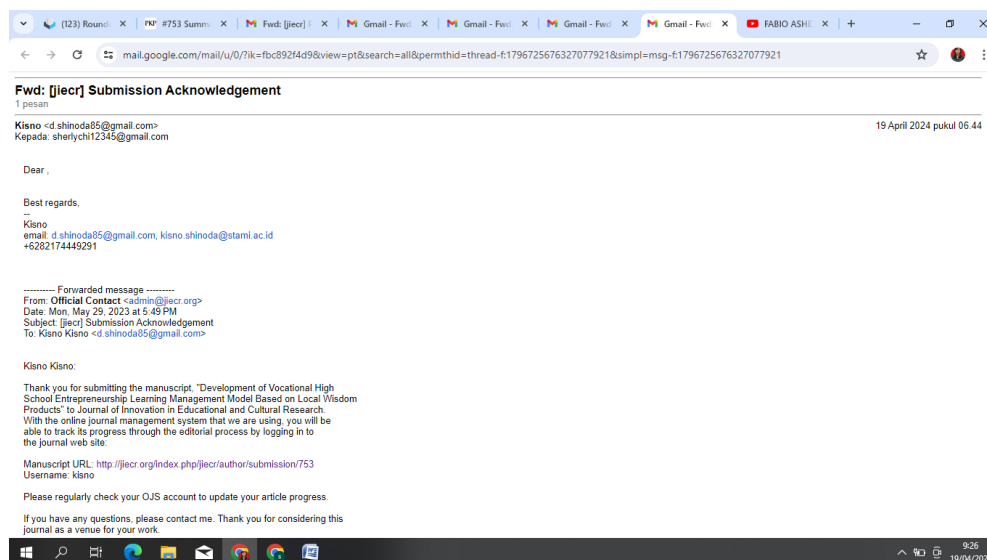 (123) Round
PKP #753 Summ
Fwd: [jiecr]
Gmail - Fwd
Gmail - Fwd
Gmail - Fwd
Gmail - Fwd
FABIO ASHE
mail.google.com/mail/u/0/?ik=fbc892f4d9&view=pt&search=all&permthid=thread-f:1796725676327077921&simpl=msg-f:1796725676327077921
Fwd: [jiecr] Submission Acknowledgement
1 pesan
Kisno <d.shinoda85@gmail.com> 19 April 2024 pukul 06.44
Kepada: sherlychi12345@gmail.com
Dear ,
Best regards,
--
Kisno
email: d.shinoda85@gmail.com, kisno.shinoda@stami.ac.id
+6282174449291
---------- Forwarded message ---------
From: Official Contact <admin@jiecr.org>
Date: Mon, May 29, 2023 at 5:49 PM
Subject: [jiecr] Submission Acknowledgement
To: Kisno Kisno <d.shinoda85@gmail.com>
Kisno Kisno:
Thank you for submitting the manuscript, "Development of Vocational High
School Entrepreneurship Learning Management Model Based on Local Wisdom
Products" to Journal of Innovation in Educational and Cultural Research.
With the online journal management system that we are using, you will be
able to track its progress through the editorial process by logging in to
the journal web site:
Manuscript URL: http://jiecr.org/index.php/jiecr/author/submission/753
Username: kisno
Please regularly check your OJS account to update your article progress.
If you have any questions, please contact me. Thank you for considering this
journal as a venue for your work.
9:26